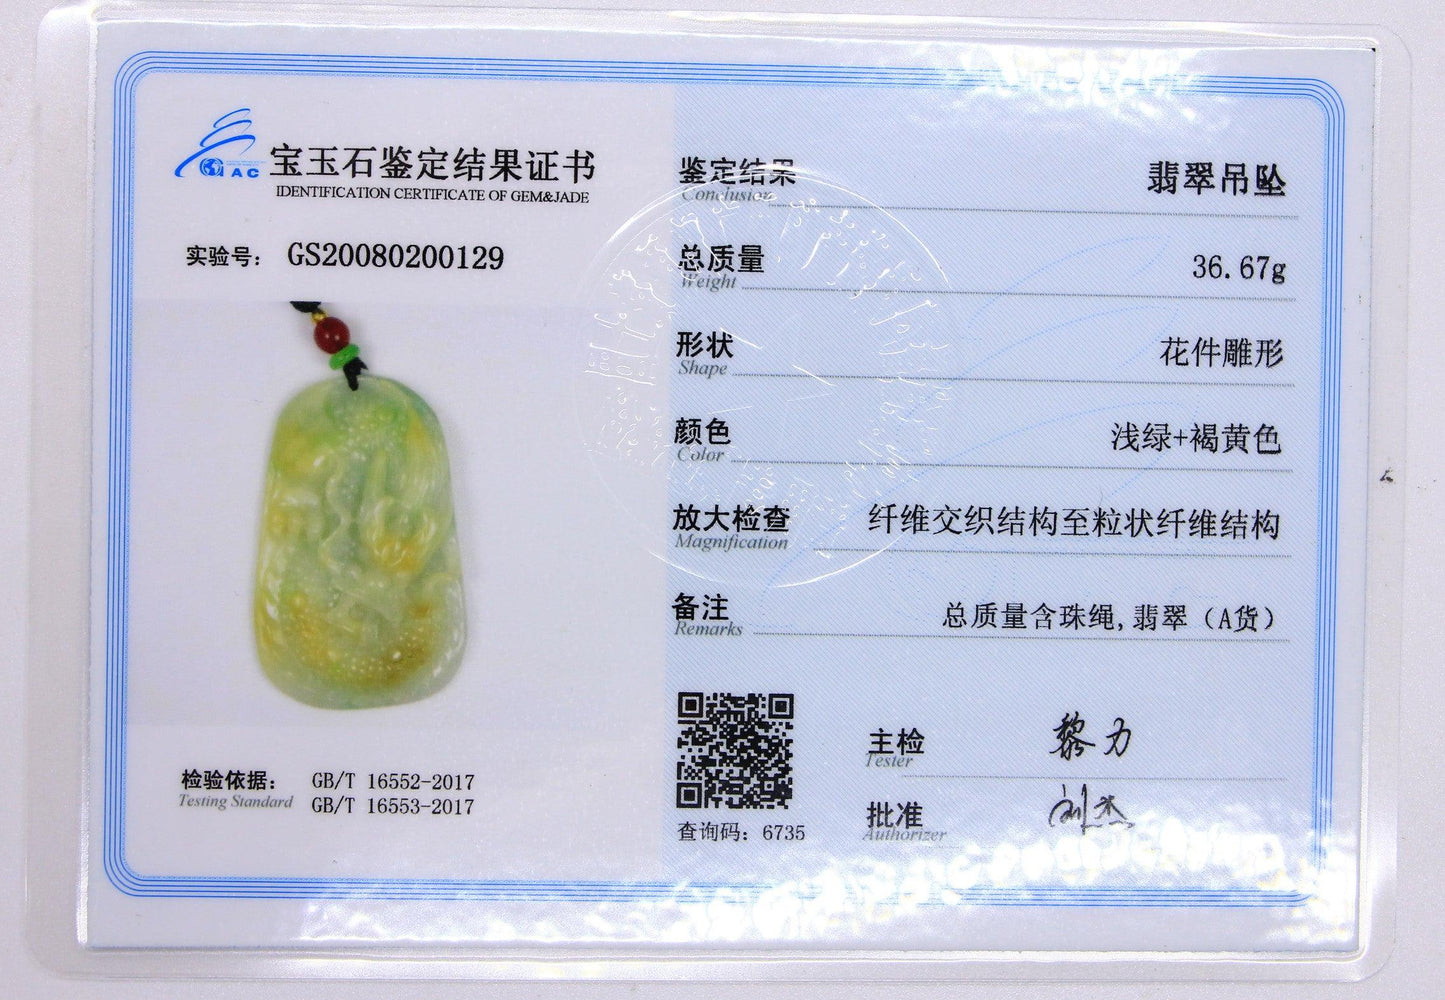 AC
宝玉石鉴定结果证书
IDENTIFICATION CERTIFICATE OF GEM&JADE
实验号： GS20080200129
检验依据： GB/T 16552-2017
Testing Standard GB/T 16553-2017
鉴定结果 翡翠吊坠
Conclusion
总质量 36.67g
Weight
形状 花件雕形
Shape
颜色 浅绿+褐黄色
Color
放大检查 纤维交织结构至粒状纤维结构
Magnification
备注 总质量含珠绳,翡翠（A货）
Remarks
查询码：6735
主检 黎力
Tester
批准 刘杰
Authorizer